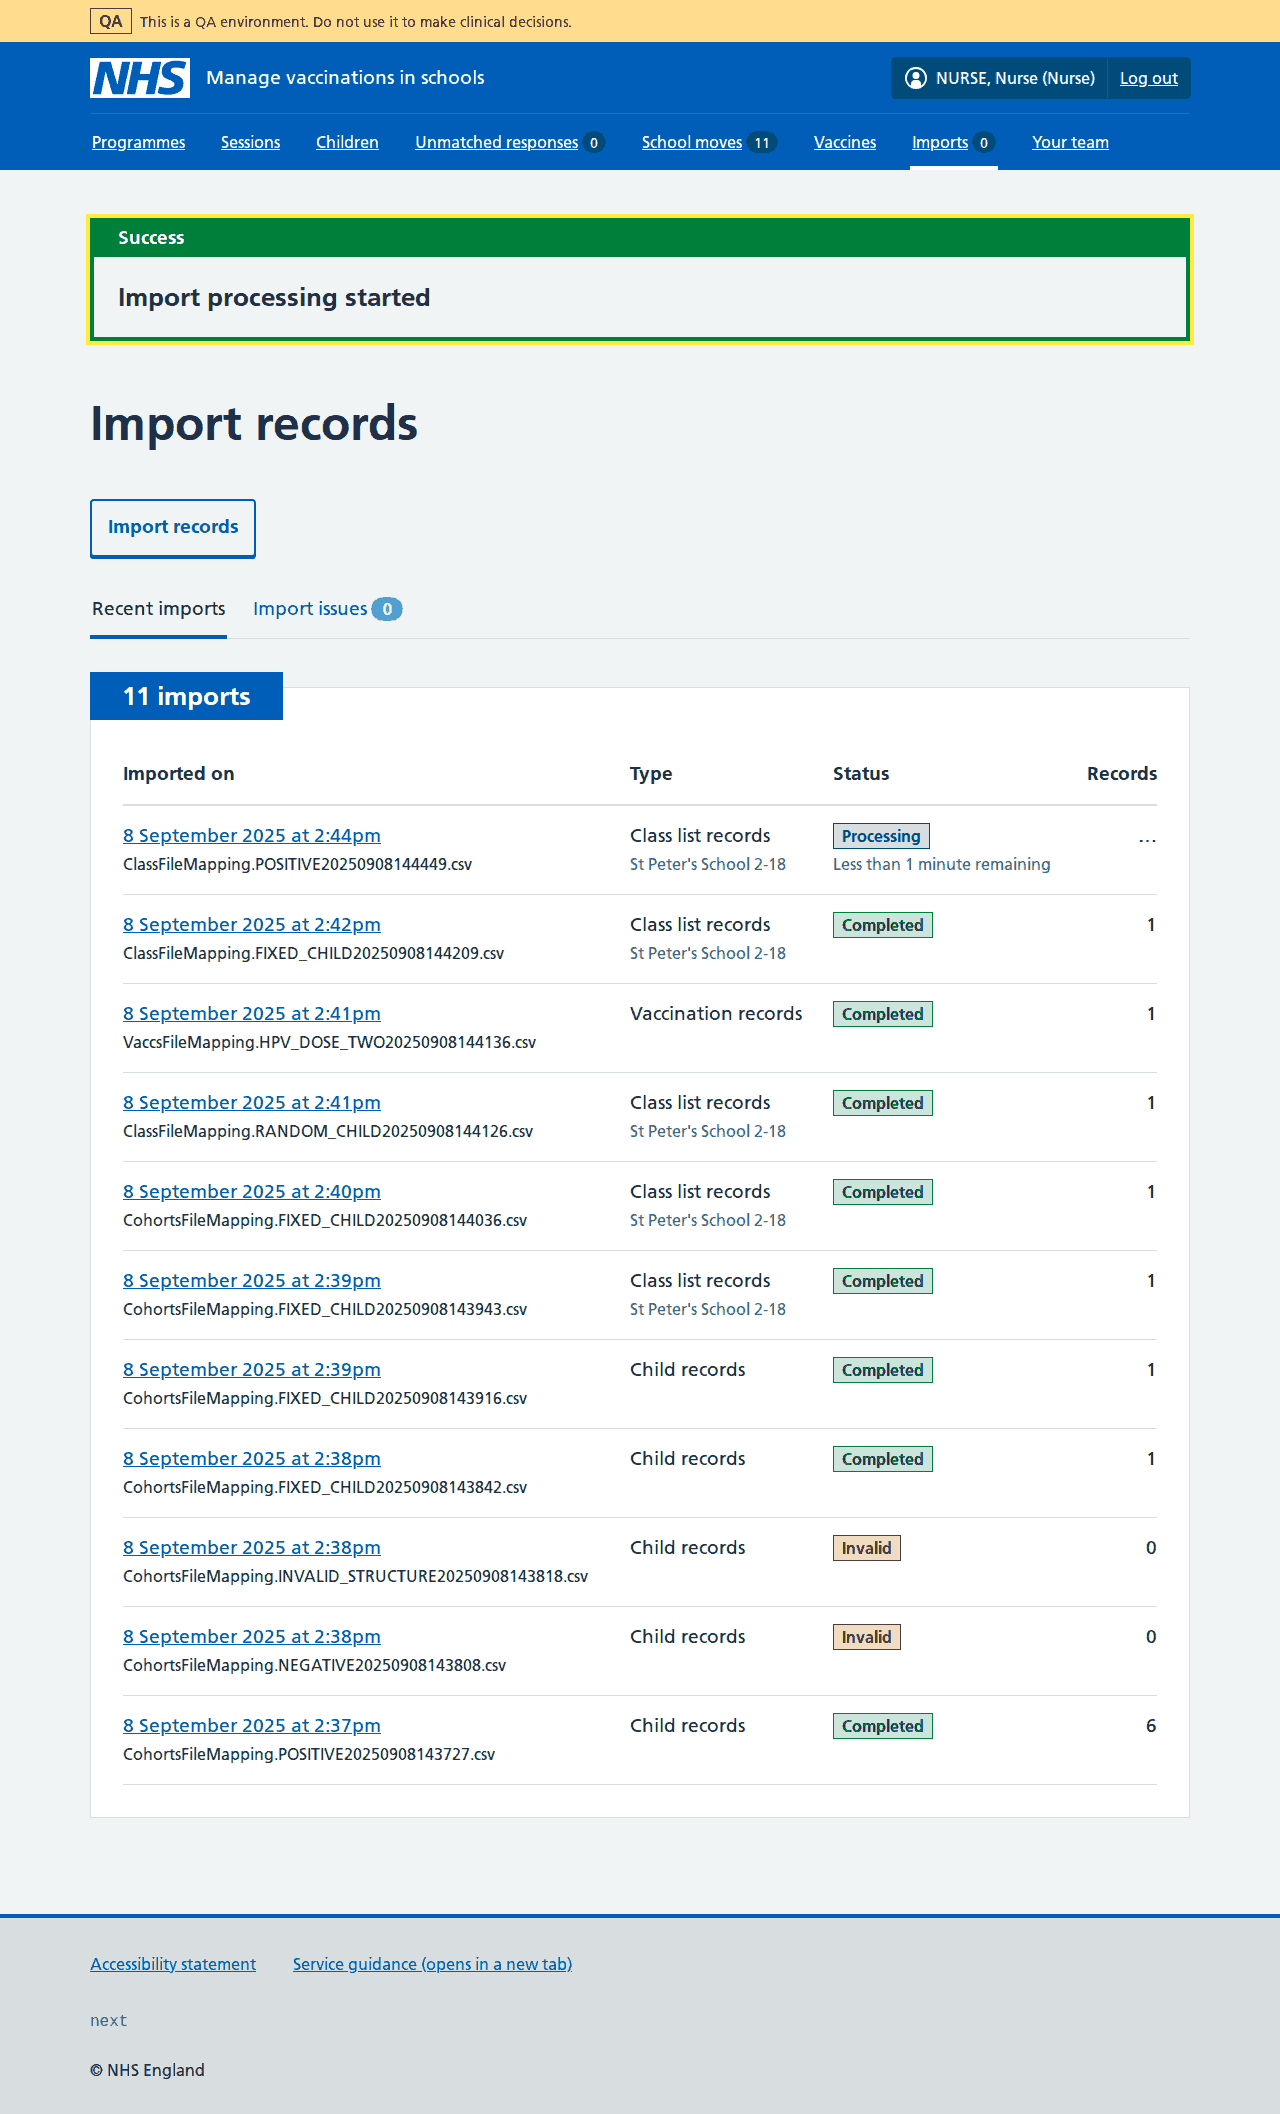 QA This is a QA environment. Do not use it to make clinical decisions.
NHS Manage vaccinations in schools NURSE, Nurse (Nurse) Log out
Programmes Sessions Children Unmatched responses 0 School moves 11 Vaccines Imports 0 Your team
Success
Import processing started
Import records
Import records
Recent imports Import issues 0
11 imports
Imported on Type Status Records
8 September 2025 at 2:44pm Class list records Processing ...
ClassFileMapping.POSITIVE20250908144449.csv St Peter's School 2-18 Less than 1 minute remaining
8 September 2025 at 2:42pm Class list records Completed 1
ClassFileMapping.FIXED_CHILD20250908144209.csv St Peter's School 2-18
8 September 2025 at 2:41pm Vaccination records Completed 1
VaccsFileMapping.HPV_DOSE_TWO20250908144136.csv
8 September 2025 at 2:41pm Class list records Completed 1
ClassFileMapping.RANDOM_CHILD20250908144126.csv St Peter's School 2-18
8 September 2025 at 2:40pm Class list records Completed 1
CohortsFileMapping.FIXED_CHILD20250908144036.csv St Peter's School 2-18
8 September 2025 at 2:39pm Class list records Completed 1
CohortsFileMapping.FIXED_CHILD20250908143943.csv St Peter's School 2-18
8 September 2025 at 2:39pm Child records Completed 1
CohortsFileMapping.FIXED_CHILD20250908143916.csv
8 September 2025 at 2:38pm Child records Completed 1
CohortsFileMapping.FIXED_CHILD20250908143842.csv
8 September 2025 at 2:38pm Child records Invalid 0
CohortsFileMapping.INVALID_STRUCTURE20250908143818.csv
8 September 2025 at 2:38pm Child records Invalid 0
CohortsFileMapping.NEGATIVE20250908143808.csv
8 September 2025 at 2:37pm Child records Completed 6
CohortsFileMapping.POSITIVE20250908143727.csv
Accessibility statement Service guidance (opens in a new tab)
next
© NHS England